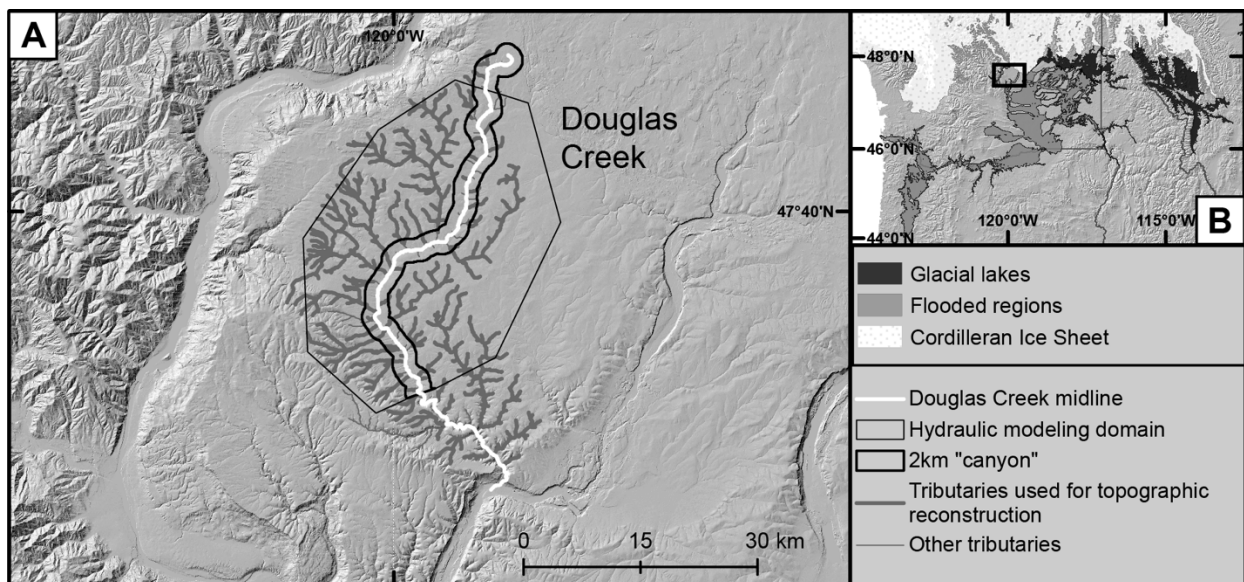 A
120°0'W
Douglas
Creek
47°40'N
0 15 30 km
48°0'N
46°0'N
120°0'W
115°0'W
44°0'N
B
Glacial lakes
Flooded regions
Cordilleran Ice Sheet
Douglas Creek midline
Hydraulic modeling domain
2km "canyon"
Tributaries used for topographic
reconstruction
Other tributaries